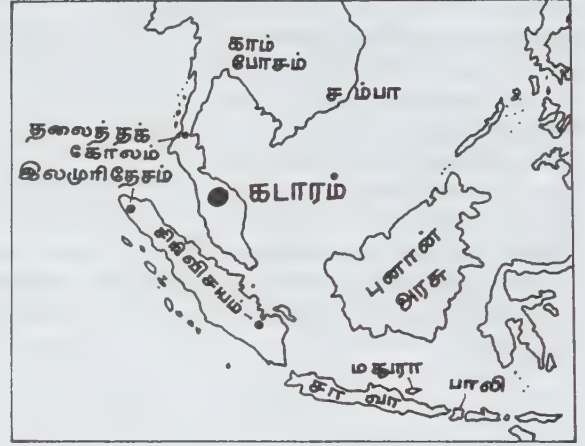 காம்
போசம்
சம்பா
தலைத்தக்
கோலம்
இலமுரிதேசம்
கடாரம்
சிறிவிசயம்
புனான்
அரசு
மதுரா
சாவா
பாலி